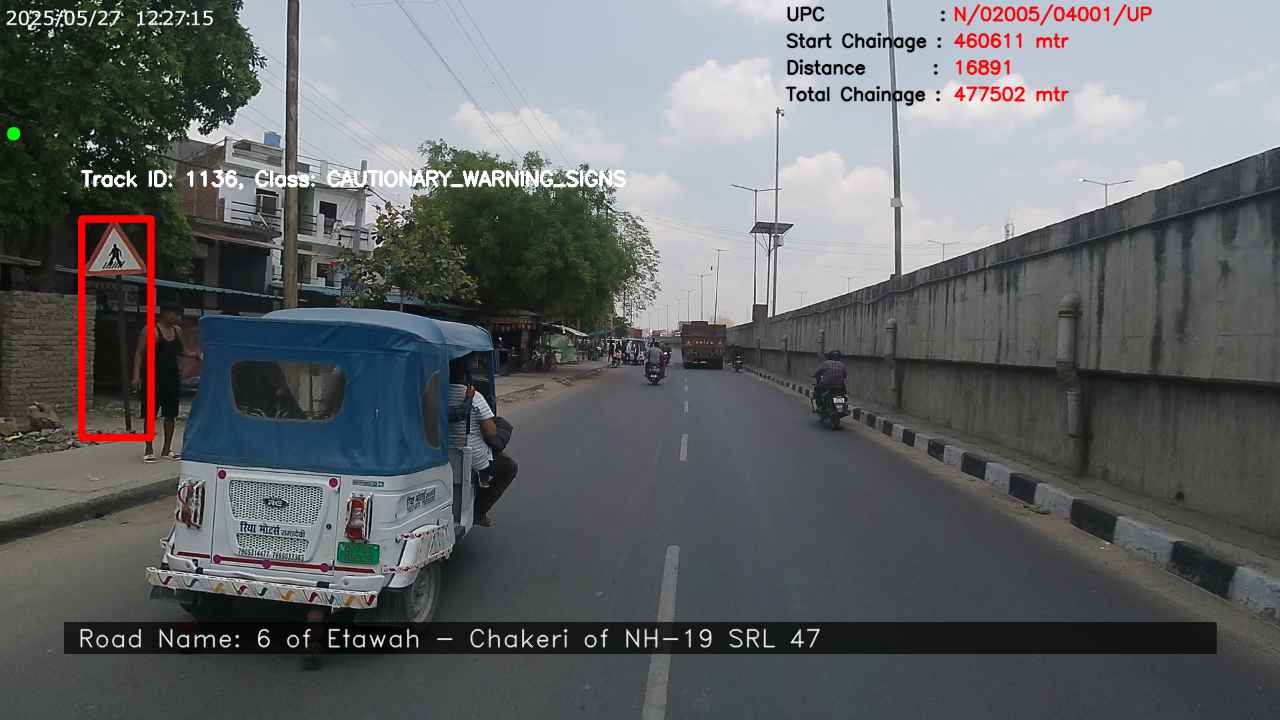 2025/05/27 12:27:15
UPC : N/02005/04001/UP
Start Chainage : 460611 mtr
Distance : 16891
Total Chainage : 477502 mtr
Track ID: 1136, Class: CAUTIONARY_WARNING_SIGNS
रिया मोटर्स
Road Name: 6 of Etawah - Chakeri of NH-19 SRL 47